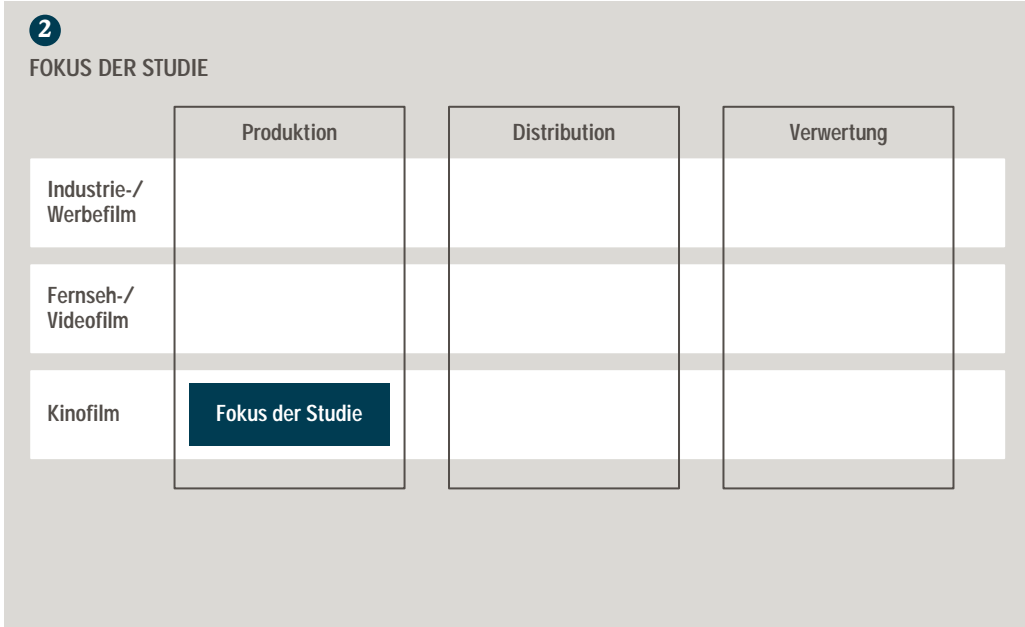 2
FOKUS DER STUDIE
Produktion Distribution Verwertung
Industrie-/
Werbefilm
Fernseh-/
Videofilm
Kinofilm Fokus der Studie